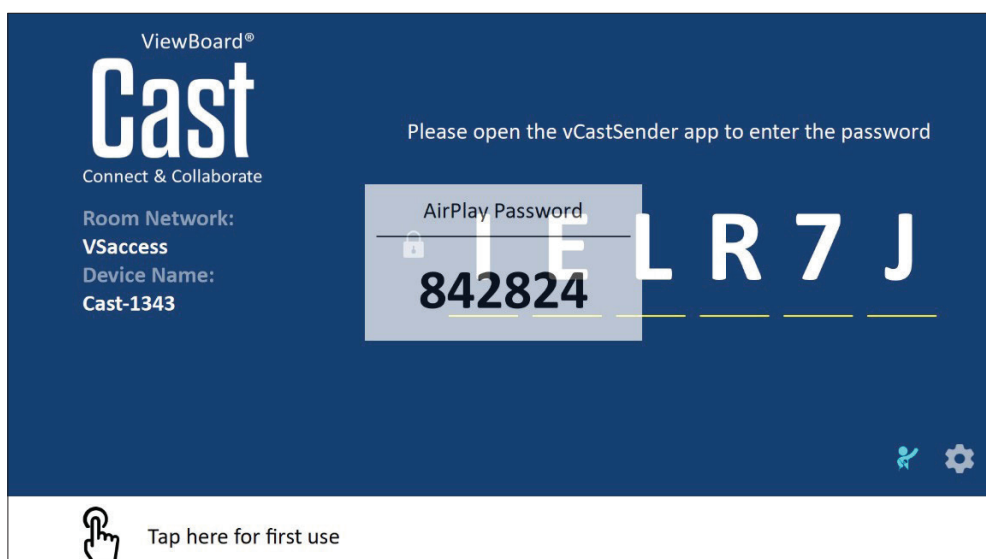 ViewBoard®
Cast
Connect & Collaborate
Room Network:
VSaccess
Device Name:
Cast-1343
Please open the vCastSender app to enter the password
AirPlay Password
842824
I E L R 7 J
Tap here for first use